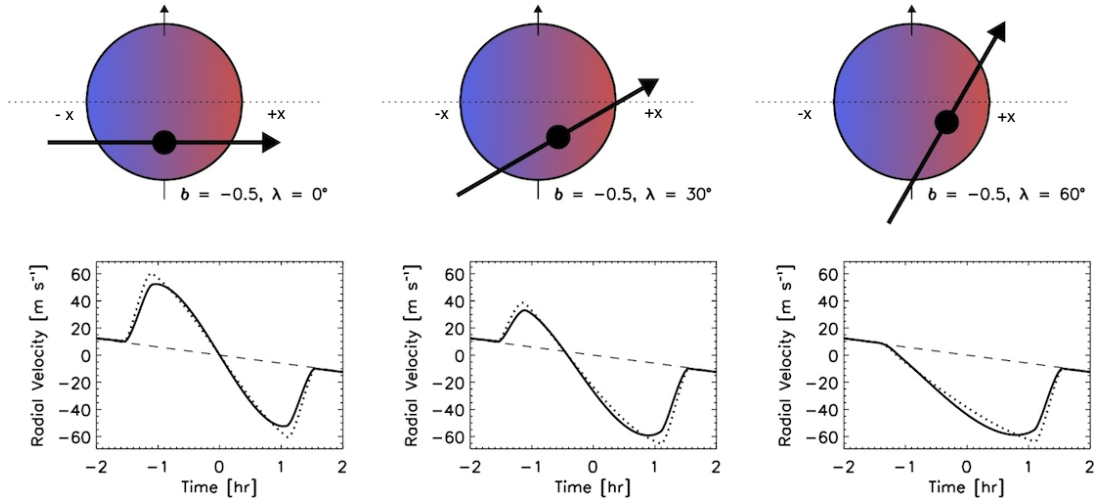 - x +x
b = −0.5, λ = 0°
-x +x
b = −0.5, λ = 30°
-x +x
b = −0.5, λ = 60°
Radial Velocity [m s⁻¹]
60
40
20
0
−20
−40
−60
−2 −1 0 1 2
Time [hr]
Radial Velocity [m s⁻¹]
60
40
20
0
−20
−40
−60
−2 −1 0 1 2
Time [hr]
Radial Velocity [m s⁻¹]
60
40
20
0
−20
−40
−60
−2 −1 0 1 2
Time [hr]